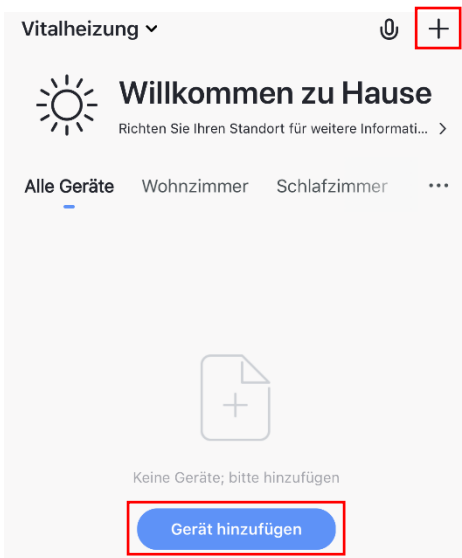 Vitalheizung
Willkommen zu Hause
Richten Sie Ihren Standort für weitere Informati... >
Alle Geräte Wohnzimmer Schlafzimmer ...
Keine Geräte; bitte hinzufügen
Gerät hinzufügen